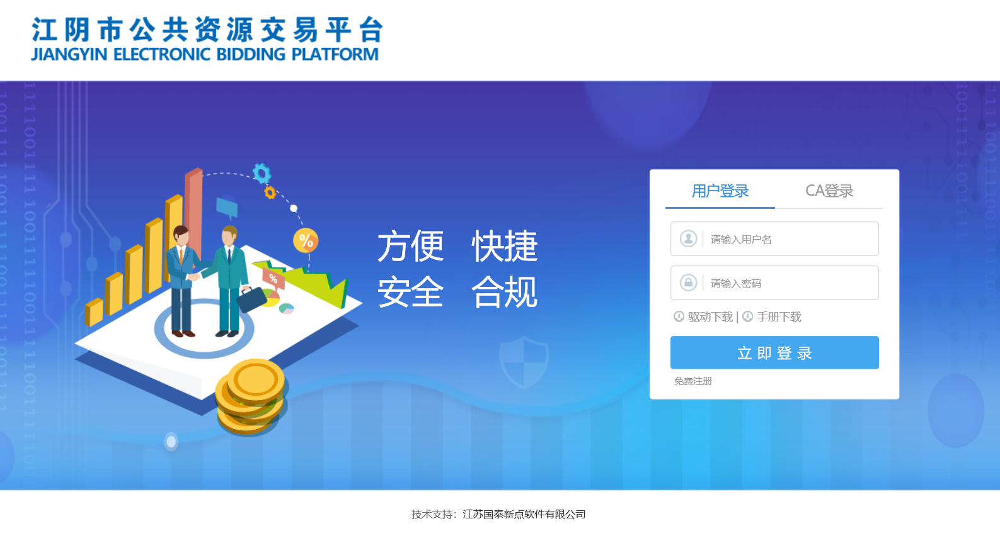 江阴市公共资源交易平台
JIANGYIN ELECTRONIC BIDDING PLATFORM
用户登录 CA登录
方便 快捷
安全 合规
%
%
请输入用户名
请输入密码
驱动下载 | 手册下载
立即登录
免费注册
技术支持：江苏国泰新点软件有限公司